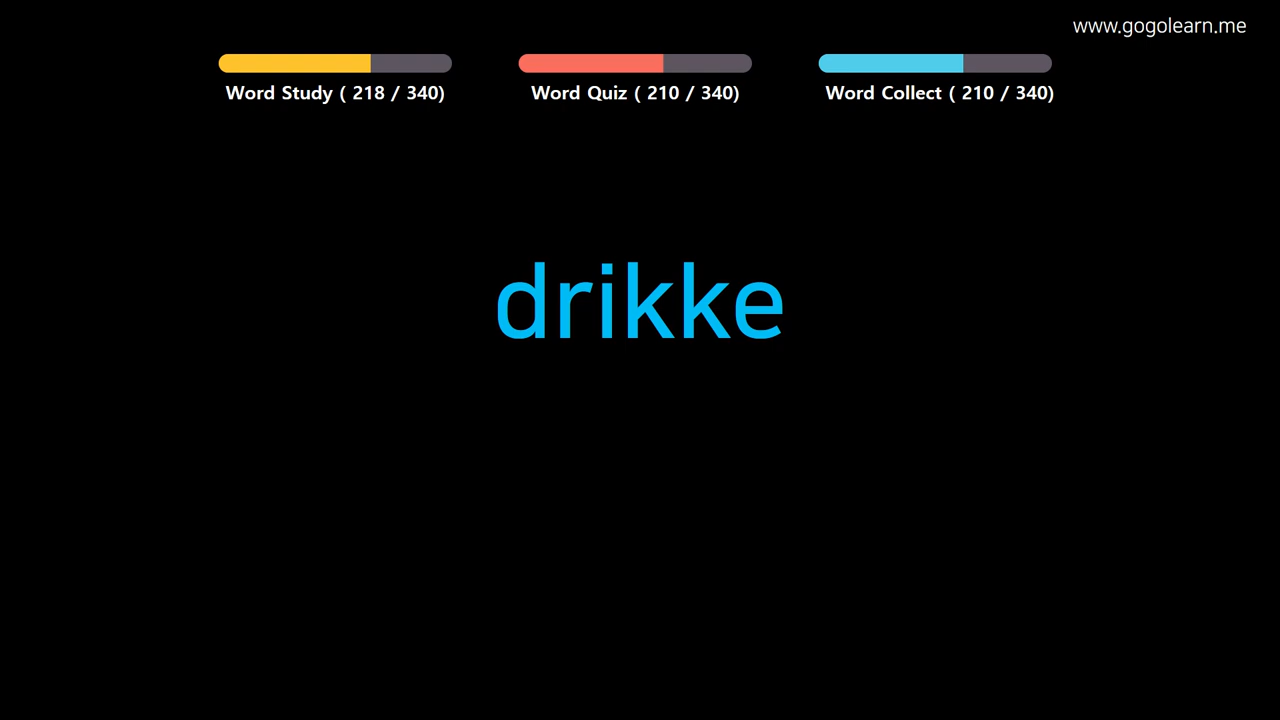 www.gogolearn.me
Word Study ( 218 / 340)
Word Quiz ( 210 / 340)
Word Collect ( 210 / 340)
drikke